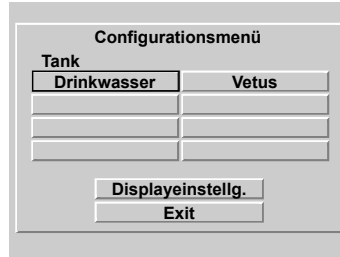 Configurationsmenü
Tank
Drinkwasser Vetus
Displayeinstellg.
Exit